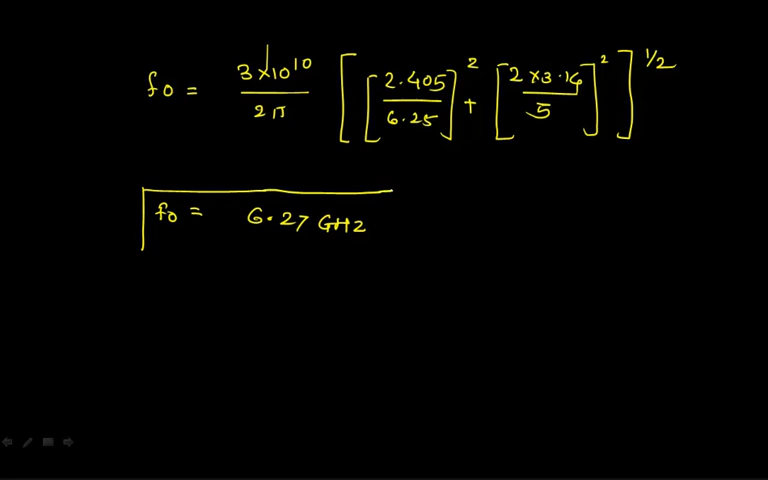 f0 = 3×10^10 / 2π [ [2.405 / 6.25]^2 + [2×3.14 / 5]^2 ]^1/2
f0 = 6.27 GHz